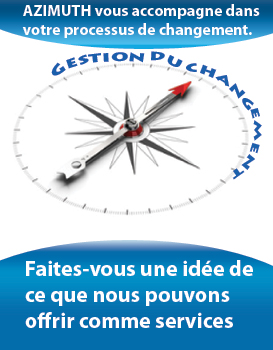 AZIMUTH vous accompagne dans
votre processus de changement.
GESTION DU CHANGEMENT
Faites-vous une idée de
ce que nous pouvons
offrir comme services